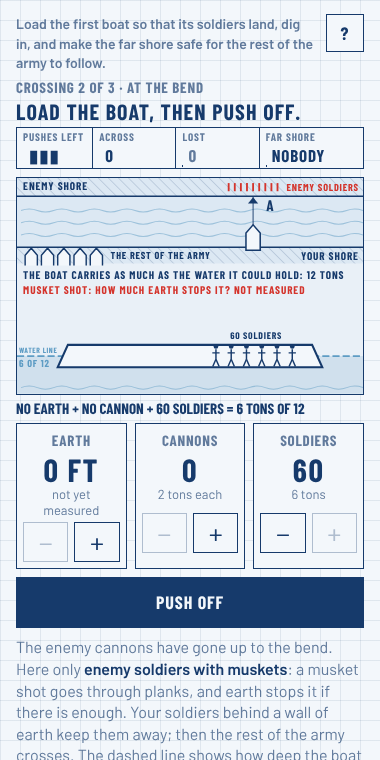 Load the first boat so that its soldiers land, dig
in, and make the far shore safe for the rest of the
army to follow.
?
CROSSING 2 OF 3 · AT THE BEND
LOAD THE BOAT, THEN PUSH OFF.
PUSHES LEFT
ACROSS
0
LOST
0
FAR SHORE
NOBODY
ENEMY SHORE
ENEMY SOLDIERS
A
THE REST OF THE ARMY
YOUR SHORE
THE BOAT CARRIES AS MUCH AS THE WATER IT COULD HOLD: 12 TONS
MUSKET SHOT: HOW MUCH EARTH STOPS IT? NOT MEASURED
60 SOLDIERS
WATER LINE
6 OF 12
NO EARTH + NO CANNON + 60 SOLDIERS = 6 TONS OF 12
EARTH
0 FT
not yet
measured
− +
CANNONS
0
2 tons each
− +
SOLDIERS
60
6 tons
− +
PUSH OFF
The enemy cannons have gone up to the bend.
Here only enemy soldiers with muskets: a musket
shot goes through planks, and earth stops it if
there is enough. Your soldiers behind a wall of
earth keep them away; then the rest of the army
crosses. The dashed line shows how deep the boat